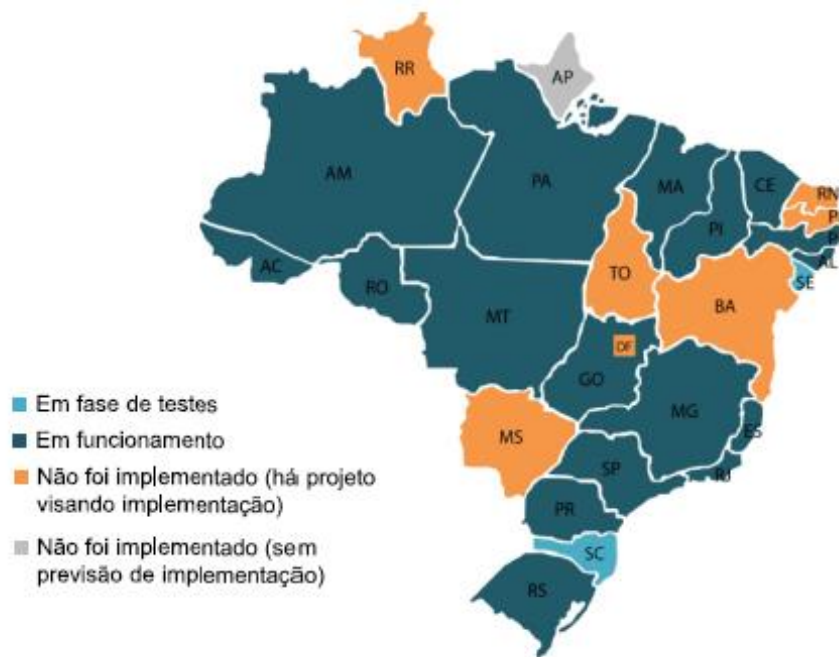 RR
AP
AM
PA
MA
CE
RN
P
PI
P
AL
SE
AC
RO
TO
BA
MT
DF
GO
MG
ES
MS
SP
RJ
PR
SC
RS
Em fase de testes
Em funcionamento
Não foi implementado (há projeto
visando implementação)
Não foi implementado (sem
previsão de implementação)